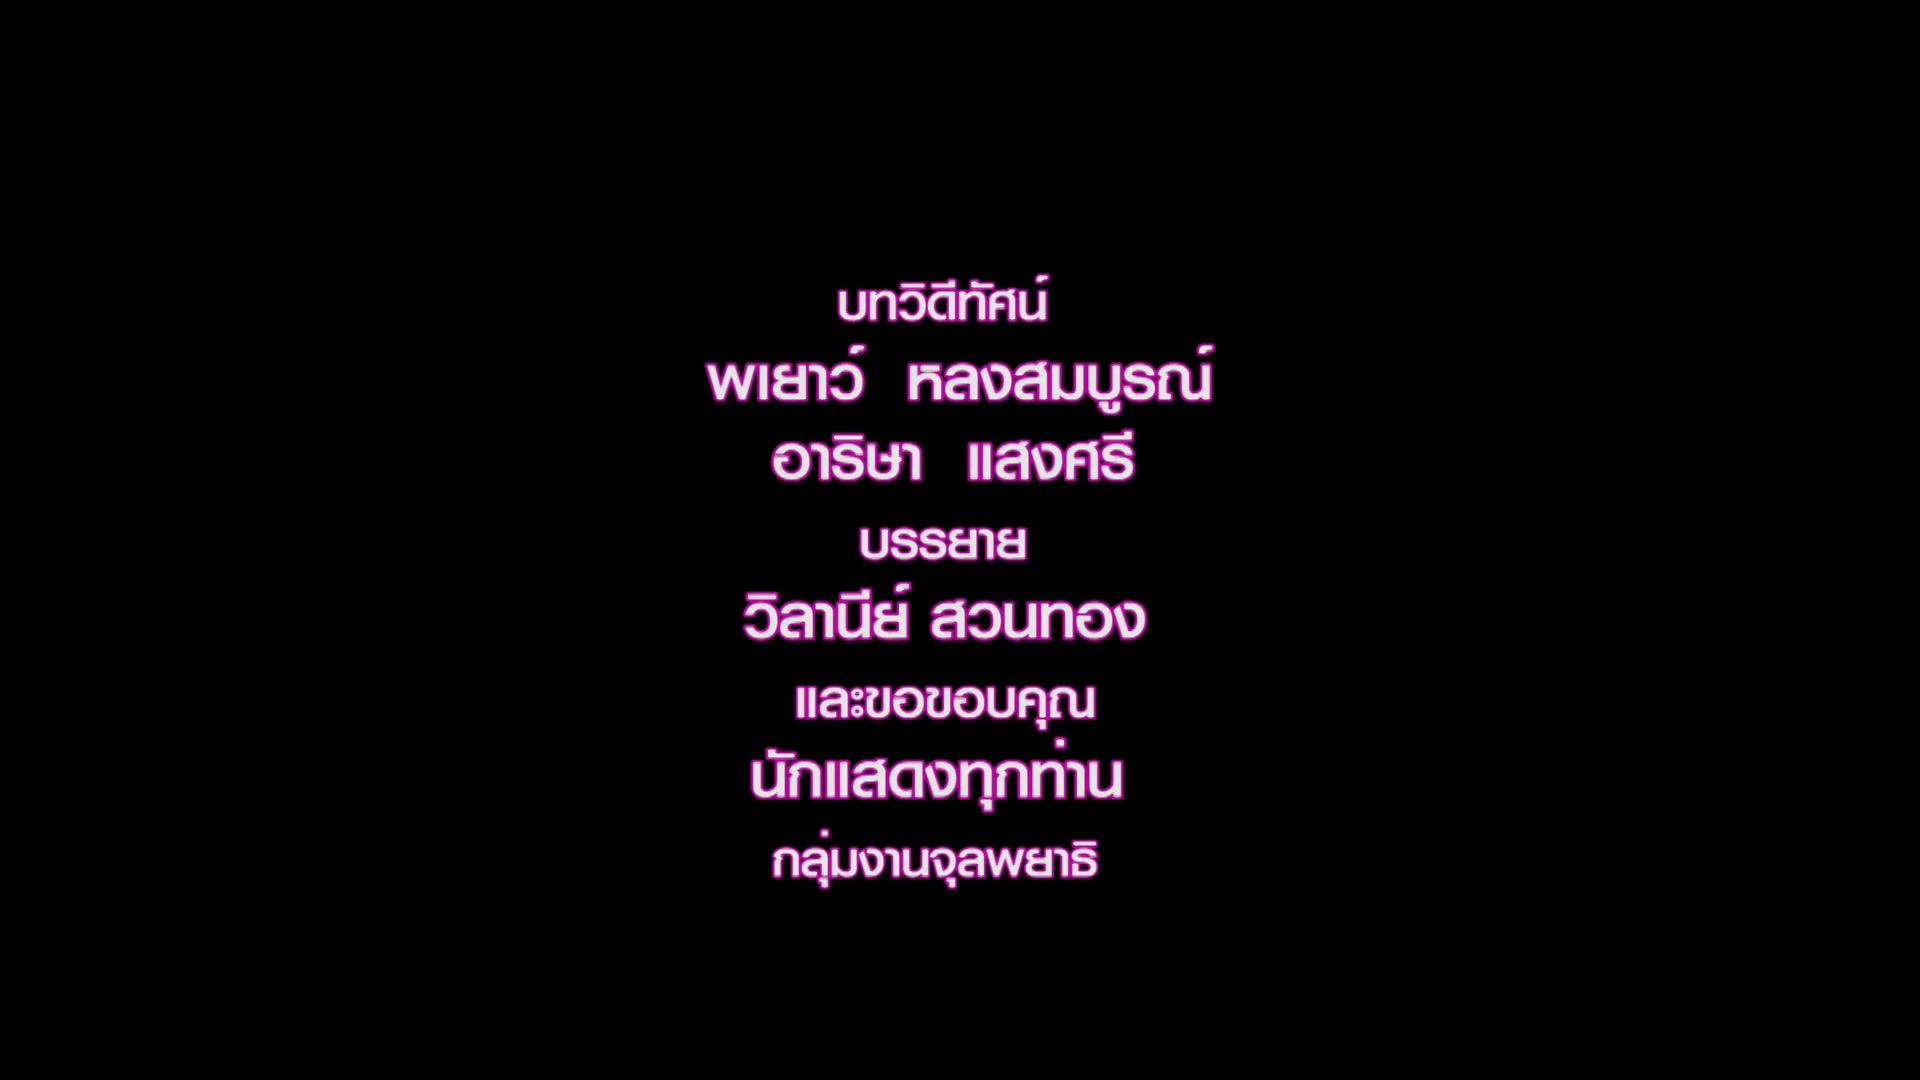 บทวิดีทัศน์
พเยาว์ หลงสมบูรณ์
อาริษา แสงศรี
บรรยาย
วิลานีย์ สวนทอง
และขอขอบคุณ
นักแสดงทุกท่าน
กลุ่มงานจุลพยาธิ